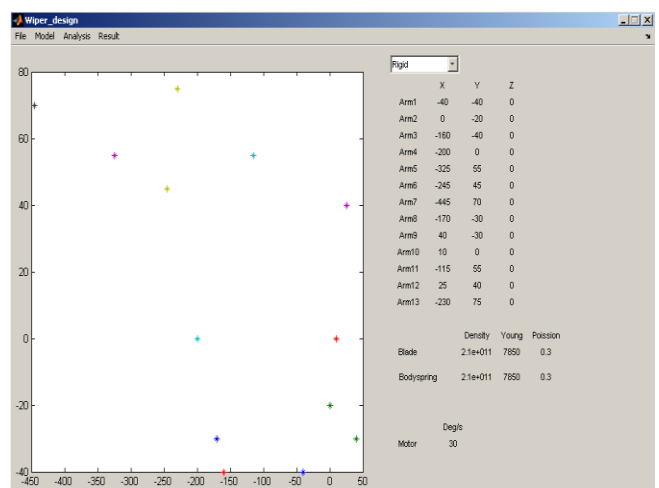 Wiper_design
File Model Analysis Result
Rigid
X Y Z
Arm1 -40 -40 0
Arm2 0 -20 0
Arm3 -160 -40 0
Arm4 -200 0 0
Arm5 -325 55 0
Arm6 -245 45 0
Arm7 -445 70 0
Arm8 -170 -30 0
Arm9 40 -30 0
Arm10 10 0 0
Arm11 -115 55 0
Arm12 25 40 0
Arm13 -230 75 0
Density Young Poission
Blade 2.1e+011 7850 0.3
Bodyspring 2.1e+011 7850 0.3
Deg/s
Motor 30
80
60
40
20
0
-20
-40
-450 -400 -350 -300 -250 -200 -150 -100 -50 0 50